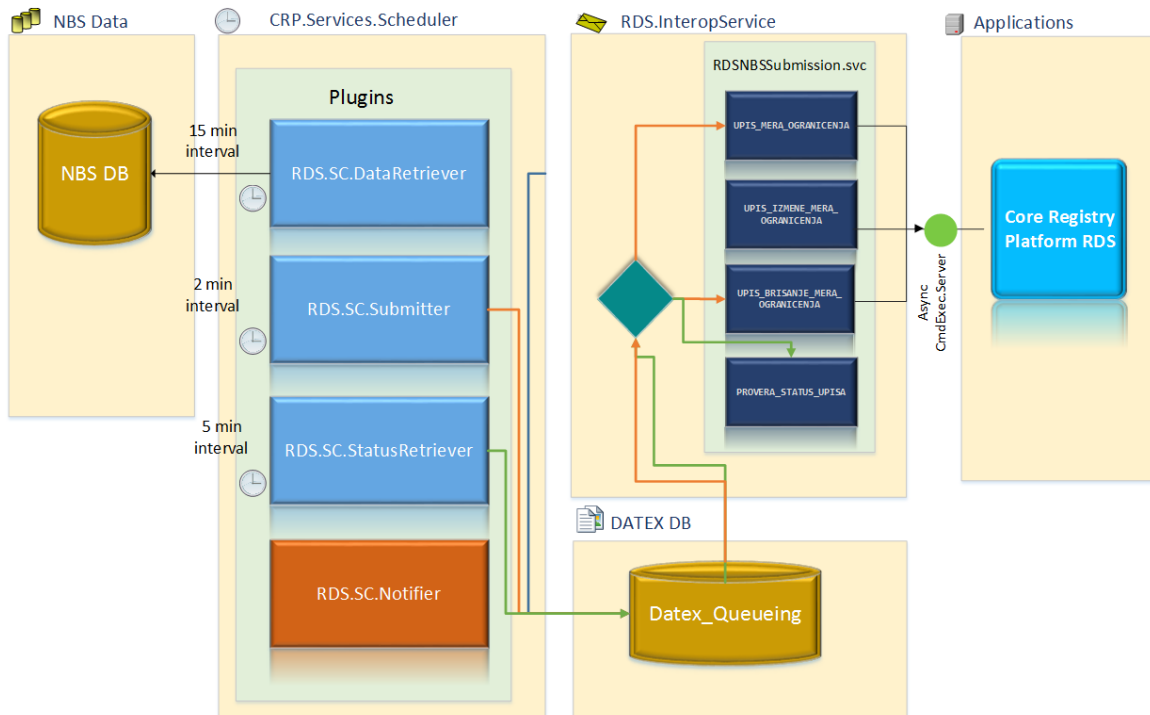 NBS Data
CRP.Services.Scheduler
RDS.InteropService
Applications
NBS DB
15 min
interval
2 min
interval
5 min
interval
Plugins
RDS.SC.DataRetriever
RDS.SC.Submitter
RDS.SC.StatusRetriever
RDS.SC.Notifier
RDSNBSSubmission.svc
UPIS_MERA_OGRANICENJA
UPIS_IZMENE_MERA_
OGRANICENJA
UPIS_BRISANJE_MERA_
OGRANICENJA
PROVERA_STATUS_UPISA
Async
CmdExec.Server
Core Registry
Platform RDS
DATEX DB
Datex_Queueing